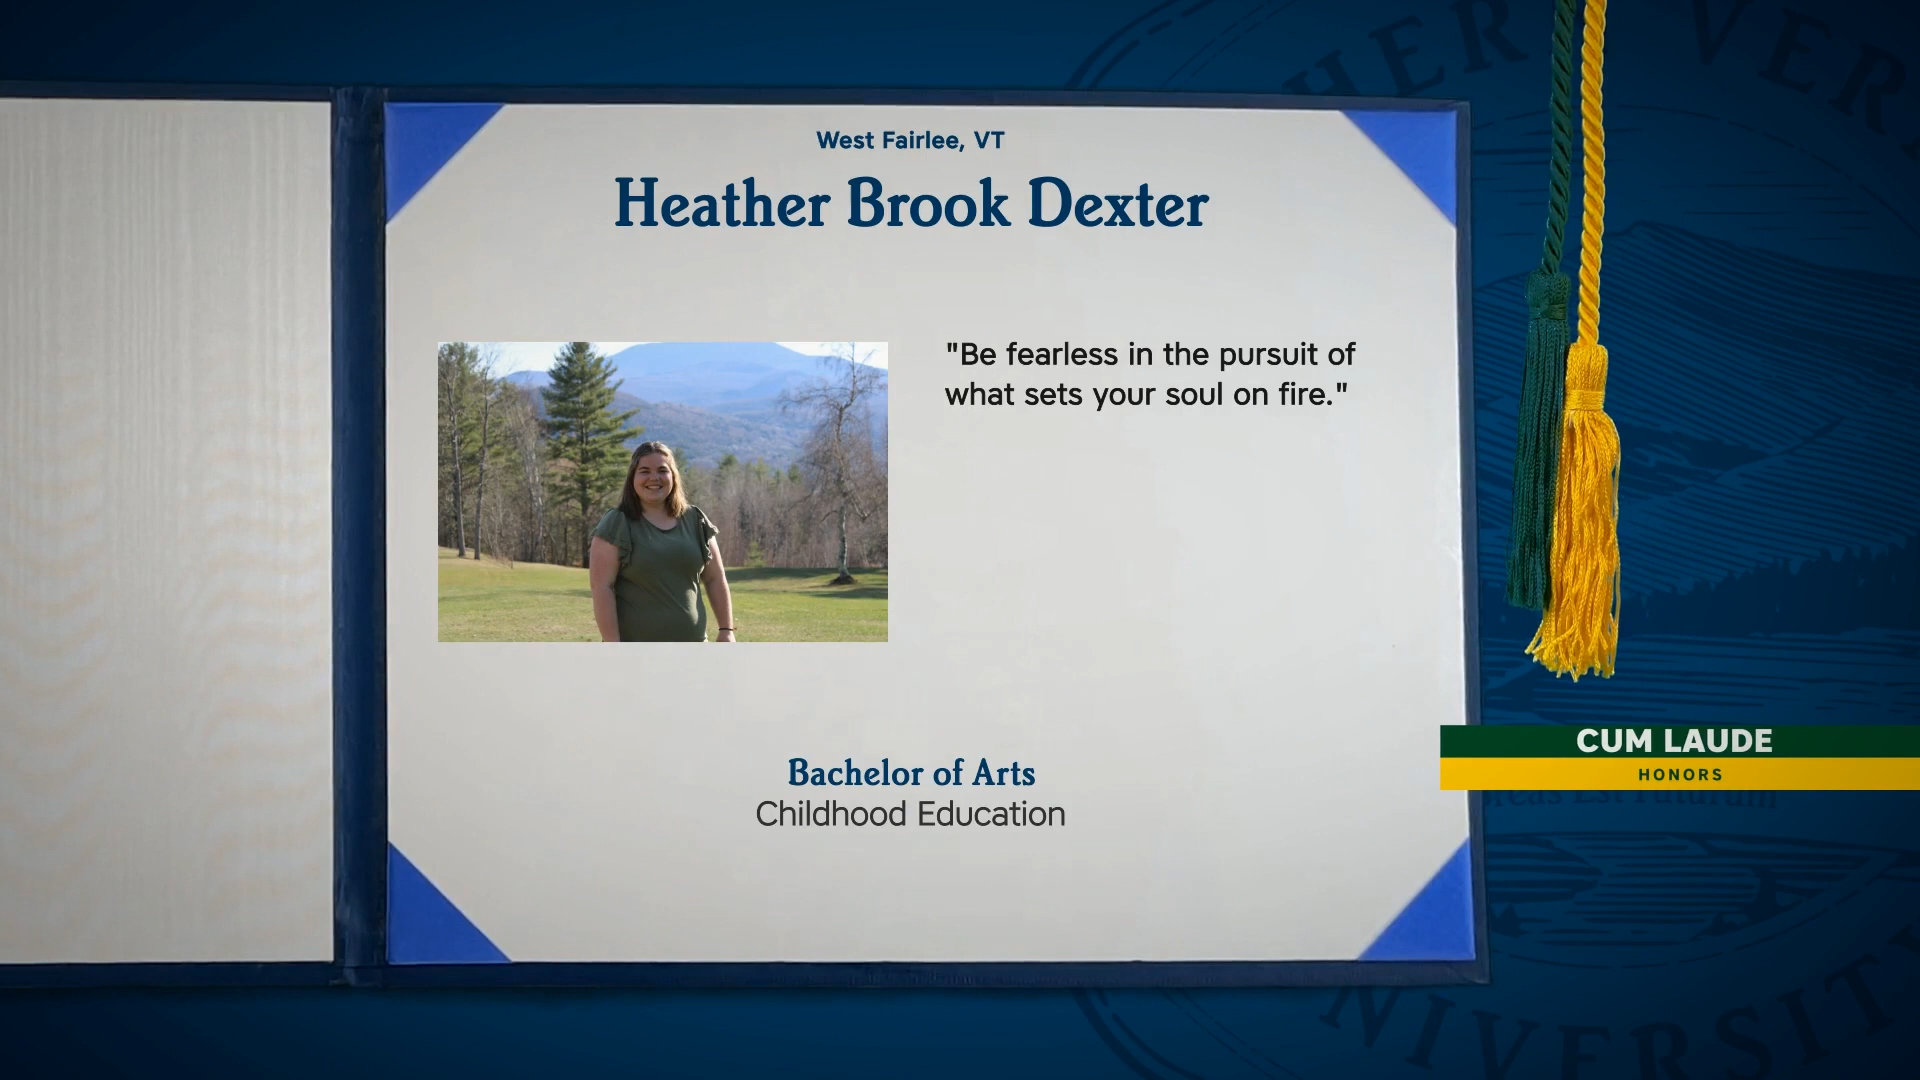 West Fairlee, VT
Heather Brook Dexter
"Be fearless in the pursuit of
what sets your soul on fire."
Bachelor of Arts
Childhood Education
CUM LAUDE
HONORS